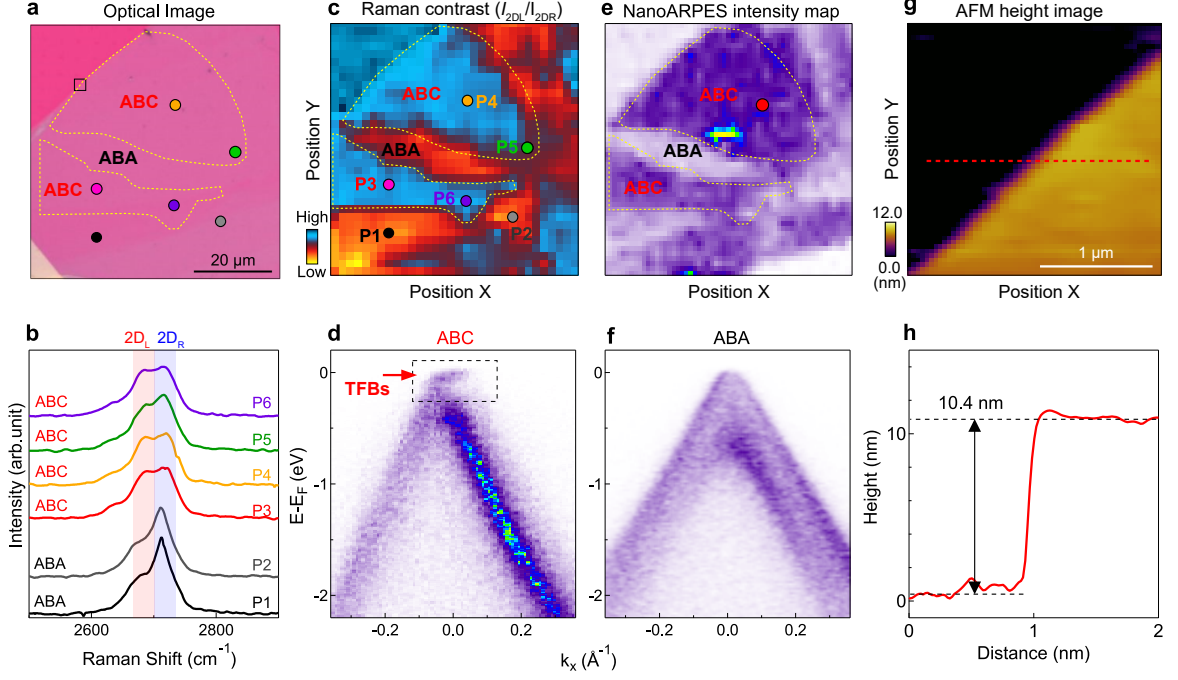 a Optical Image
ABC
ABA
ABC
20 μm
c Raman contrast (I2DL/I2DR)
ABC
P4
ABA
P5
P3
P6
P1
P2
High
Low
Position Y
Position X
e NanoARPES intensity map
ABC
ABA
ABC
Position Y
Position X
g AFM height image
Position Y
12.0
0.0
(nm)
1 μm
Position X
b 2DL 2DR
ABC P6
ABC P5
ABC P4
ABC P3
ABA P2
ABA P1
Intensity (arb.unit)
2600 2800
Raman Shift (cm-1)
d ABC
TFBs
0
-1
-2
E-EF (eV)
-0.2 0.0 0.2
f ABA
-0.2 0.0 0.2
kx (Å-1)
h
10.4 nm
10
0
Height (nm)
0 1 2
Distance (nm)